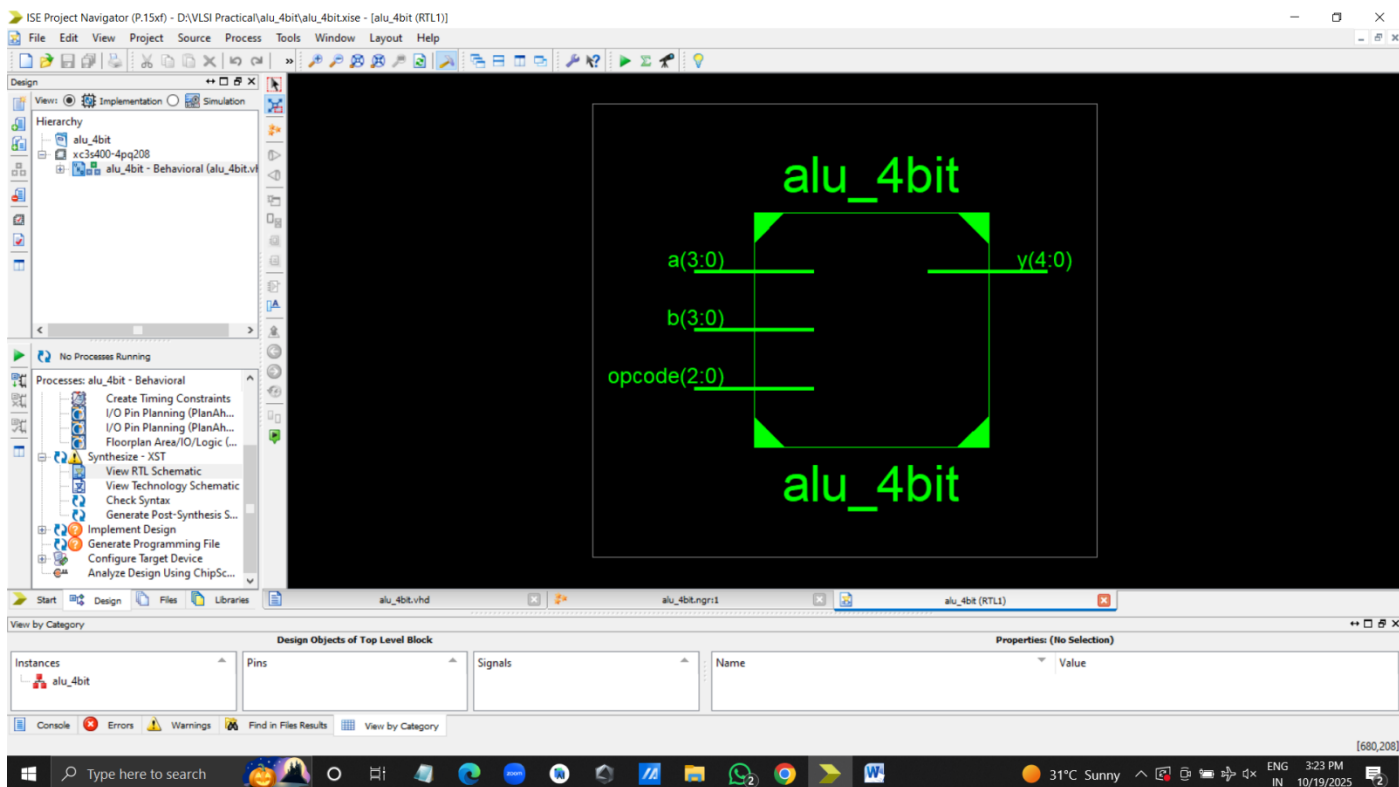 ISE Project Navigator (P.15xf) - D:\VLSI Practical\alu_4bit\alu_4bit.xise - [alu_4bit (RTL1)]
File Edit View Project Source Process Tools Window Layout Help
Design
View: Implementation Simulation
Hierarchy
alu_4bit
xc3s400-4pq208
alu_4bit - Behavioral (alu_4bit.vh
No Processes Running
Processes: alu_4bit - Behavioral
Create Timing Constraints
I/O Pin Planning (PlanAh...
I/O Pin Planning (PlanAh...
Floorplan Area/IO/Logic (...
Synthesize - XST
View RTL Schematic
View Technology Schematic
Check Syntax
Generate Post-Synthesis S...
Implement Design
Generate Programming File
Configure Target Device
Analyze Design Using ChipSc...
Start Design Files Libraries
alu_4bit
a(3:0) y(4:0)
b(3:0)
opcode(2:0)
alu_4bit
alu_4bit.vhd alu_4bit.ngr:1 alu_4bit (RTL1)
View by Category
Design Objects of Top Level Block Properties: (No Selection)
Instances Pins Signals Name Value
alu_4bit
Console Errors Warnings Find in Files Results View by Category
[680,208]
Type here to search zoom 2 W 31°C Sunny ENG 3:23 PM
IN 10/19/2025 2